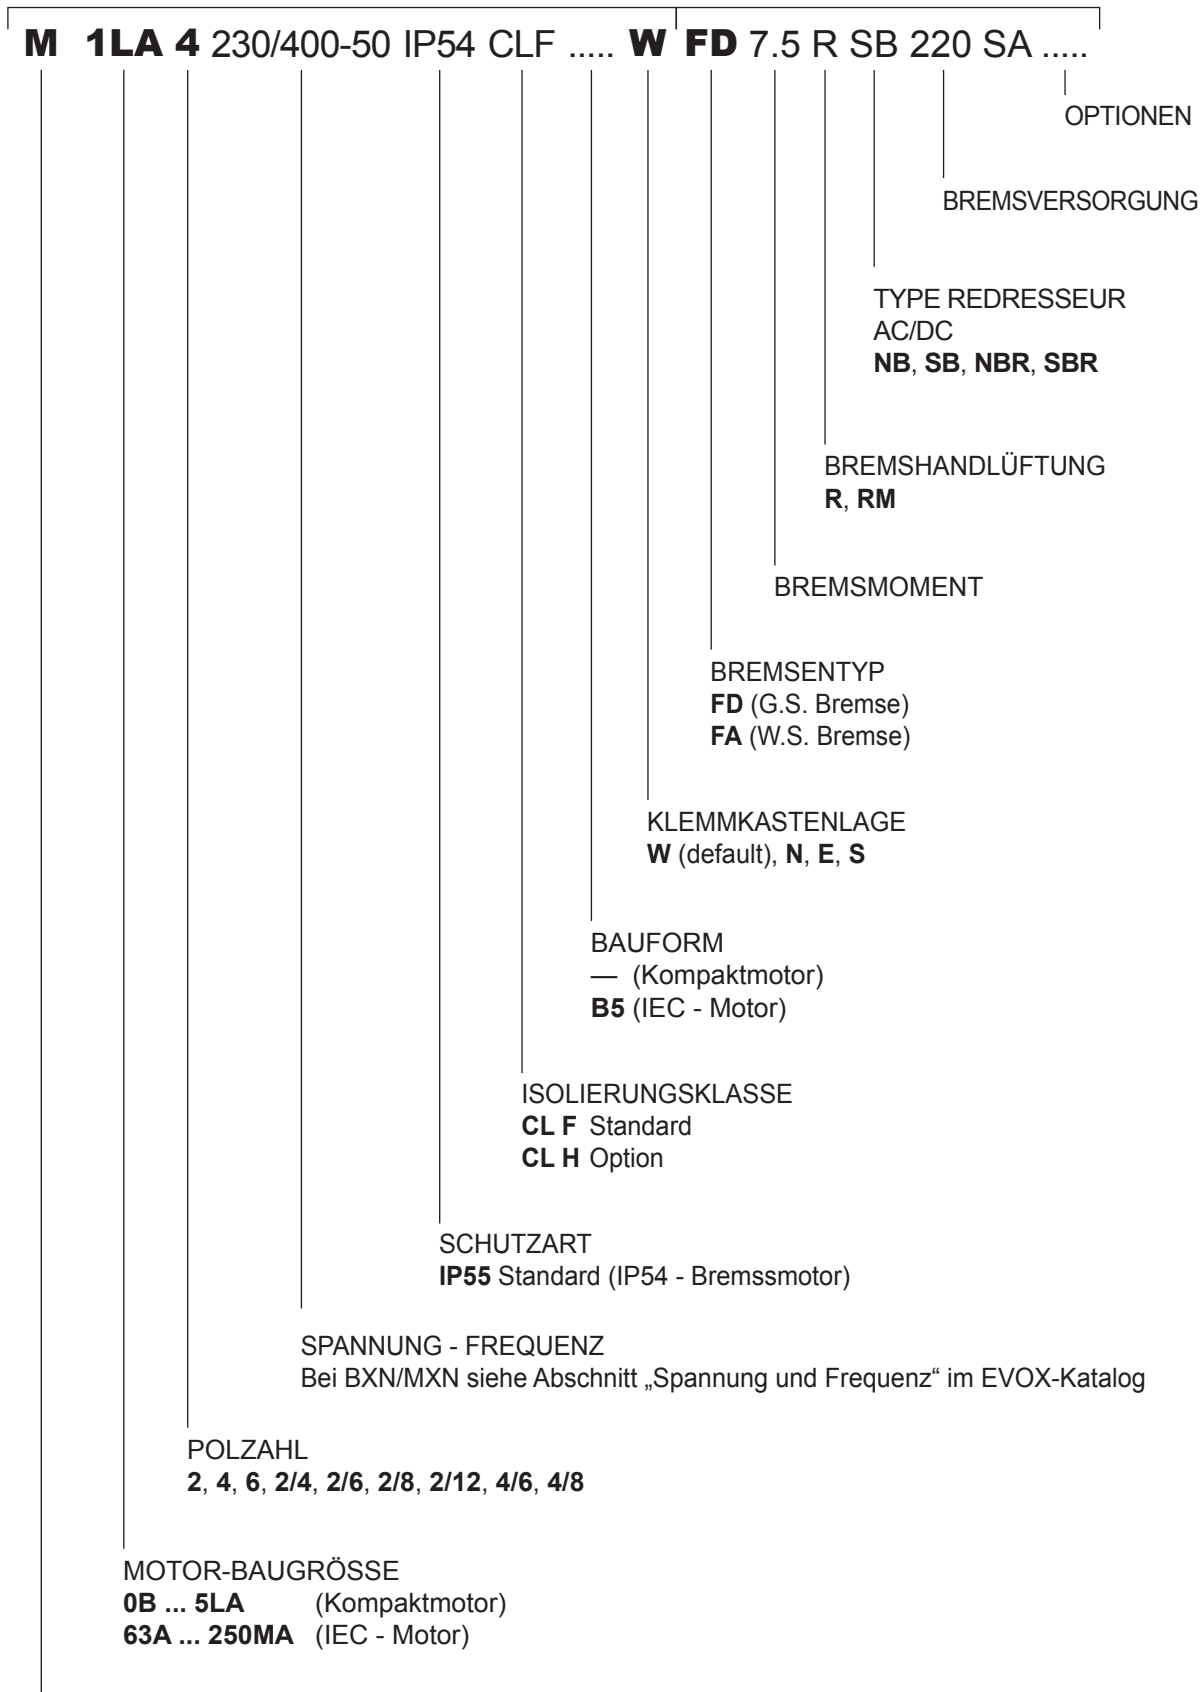 M 1LA 4 230/400-50 IP54 CLF ..... W FD 7.5 R SB 220 SA .....
OPTIONEN
BREMSVERSORGUNG
TYPE REDRESSEUR
AC/DC
NB, SB, NBR, SBR
BREMSHANDLÜFTUNG
R, RM
BREMSMOMENT
BREMSENTYP
FD (G.S. Bremse)
FA (W.S. Bremse)
KLEMMKASTENLAGE
W (default), N, E, S
BAUFORM
— (Kompaktmotor)
B5 (IEC - Motor)
ISOLIERUNGSKLASSE
CL F Standard
CL H Option
SCHUTZART
IP55 Standard (IP54 - Bremssmotor)
SPANNUNG - FREQUENZ
Bei BXN/MXN siehe Abschnitt „Spannung und Frequenz“ im EVOX-Katalog
POLZAHL
2, 4, 6, 2/4, 2/6, 2/8, 2/12, 4/6, 4/8
MOTOR-BAUGRÖSSE
0B ... 5LA (Kompaktmotor)
63A ... 250MA (IEC - Motor)